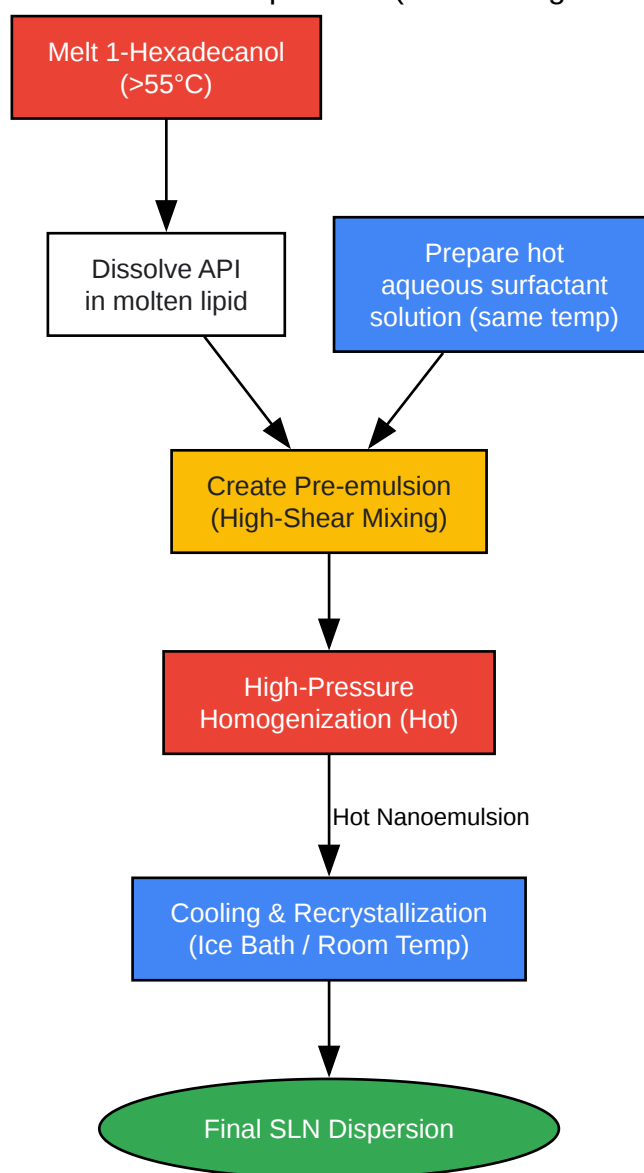 Melt 1-Hexadecanol
(>55°C)
Dissolve API
in molten lipid
Prepare hot
aqueous surfactant
solution (same temp)
Create Pre-emulsion
(High-Shear Mixing)
High-Pressure
Homogenization (Hot)
Hot Nanoemulsion
Cooling & Recrystallization
(Ice Bath / Room Temp)
Final SLN Dispersion